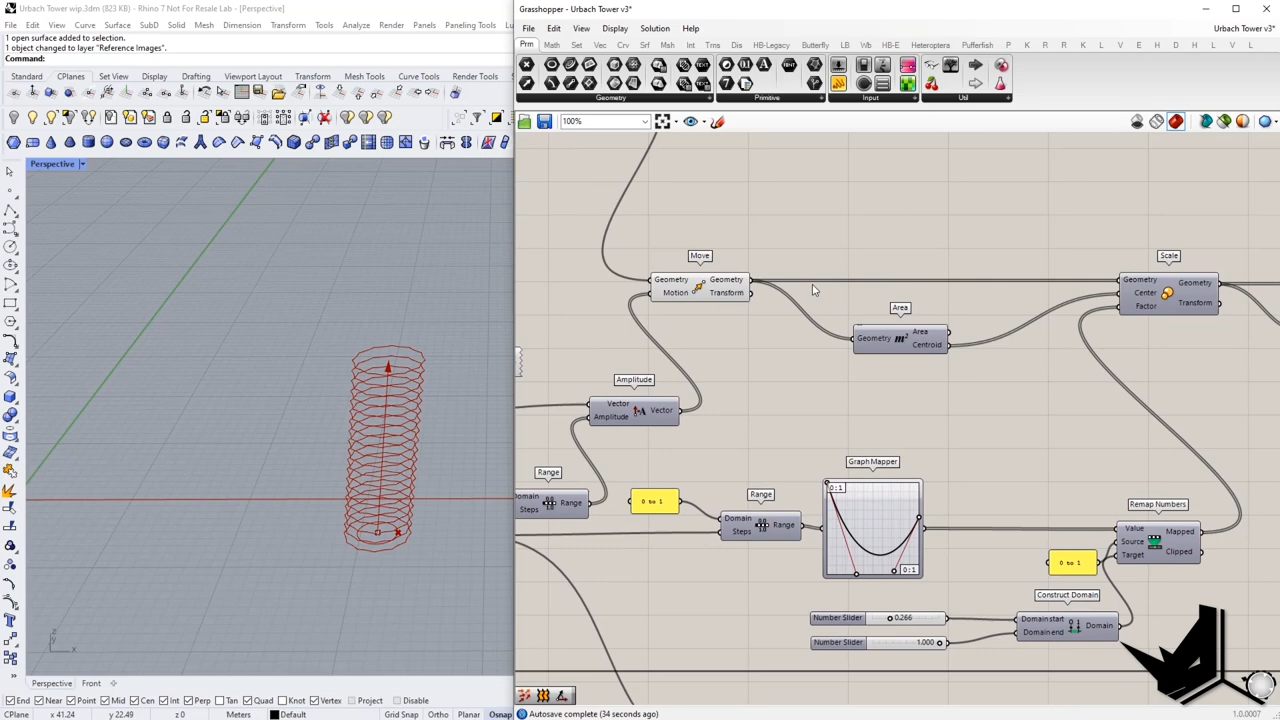 Urbach Tower wip.3dm (823 KB) - Rhino 7 Not For Resale Lab - [Perspective]
File Edit View Curve Surface SubD Solid Mesh Dimension Transform Tools Analyze Render Panels Paneling Tools
1 open surface added to selection.
1 object changed to layer "Reference Images".
Command:
Standard CPlanes Set View Display Drafting Viewport Layout Transform Mesh Tools Curve Tools Render Tools
Perspective
z
x
Perspective Front
End Near Point Mid Cen Int Perp Tan Quad Knot Vertex Project Disable
CPlane x 41.24 y 22.49 z 0 Meters Default Grid Snap Ortho Planar Osnap
Grasshopper - Urbach Tower v3*
File Edit View Display Solution Help
Urbach Tower v3*
Prm Math Set Vec Crv Srf Msh Int Trns Dis HB-Legacy Butterfly LB Wb HB-E Heteroptera Pufferfish P K R K L V E H D H L V L
Geometry Primitive Input Util
100%
Move
Geometry Geometry
Motion Transform
Area
Geometry m² Area
Centroid
Scale
Geometry Geometry
Center
Factor Transform
Amplitude
Vector Vector
Amplitude
Range
Domain Range
Steps
0 to 1
Range
Domain Range
Steps
Graph Mapper
0:1
0:1
Remap Numbers
Value Mapped
Source
Target Clipped
0 to 1
Construct Domain
Domain start Domain
Domain end
Number Slider 0.266
Number Slider 1.000
Autosave complete (34 seconds ago)
1.0.0007